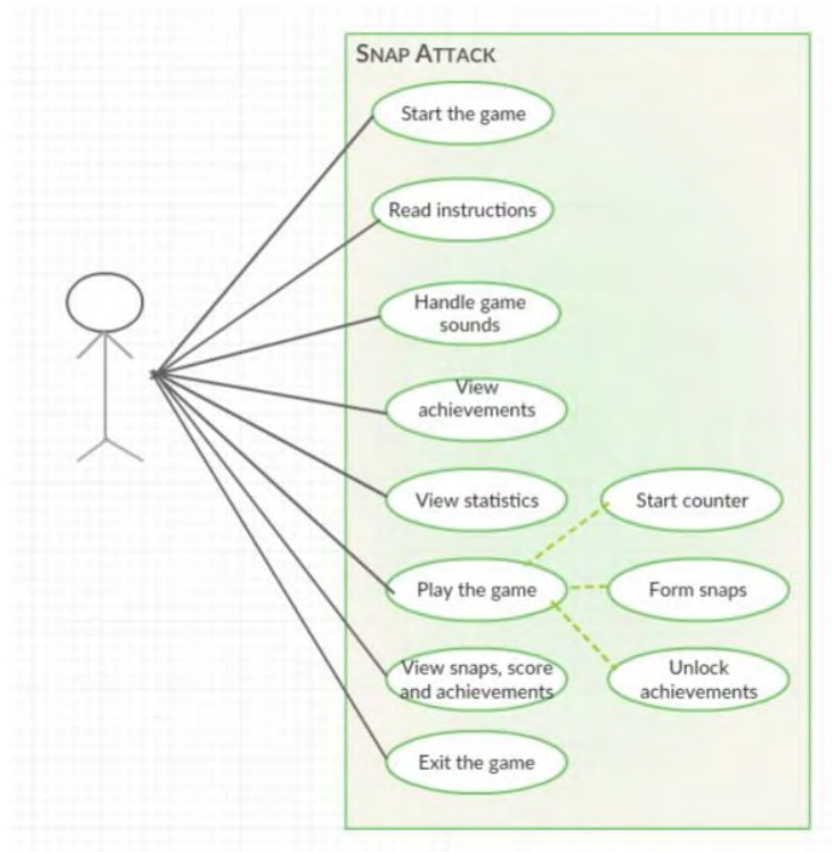 SNAP ATTACK
Start the game
Read instructions
Handle game
sounds
View
achievements
View statistics
Start counter
Play the game
Form snaps
View snaps, score
and achievements
Unlock
achievements
Exit the game